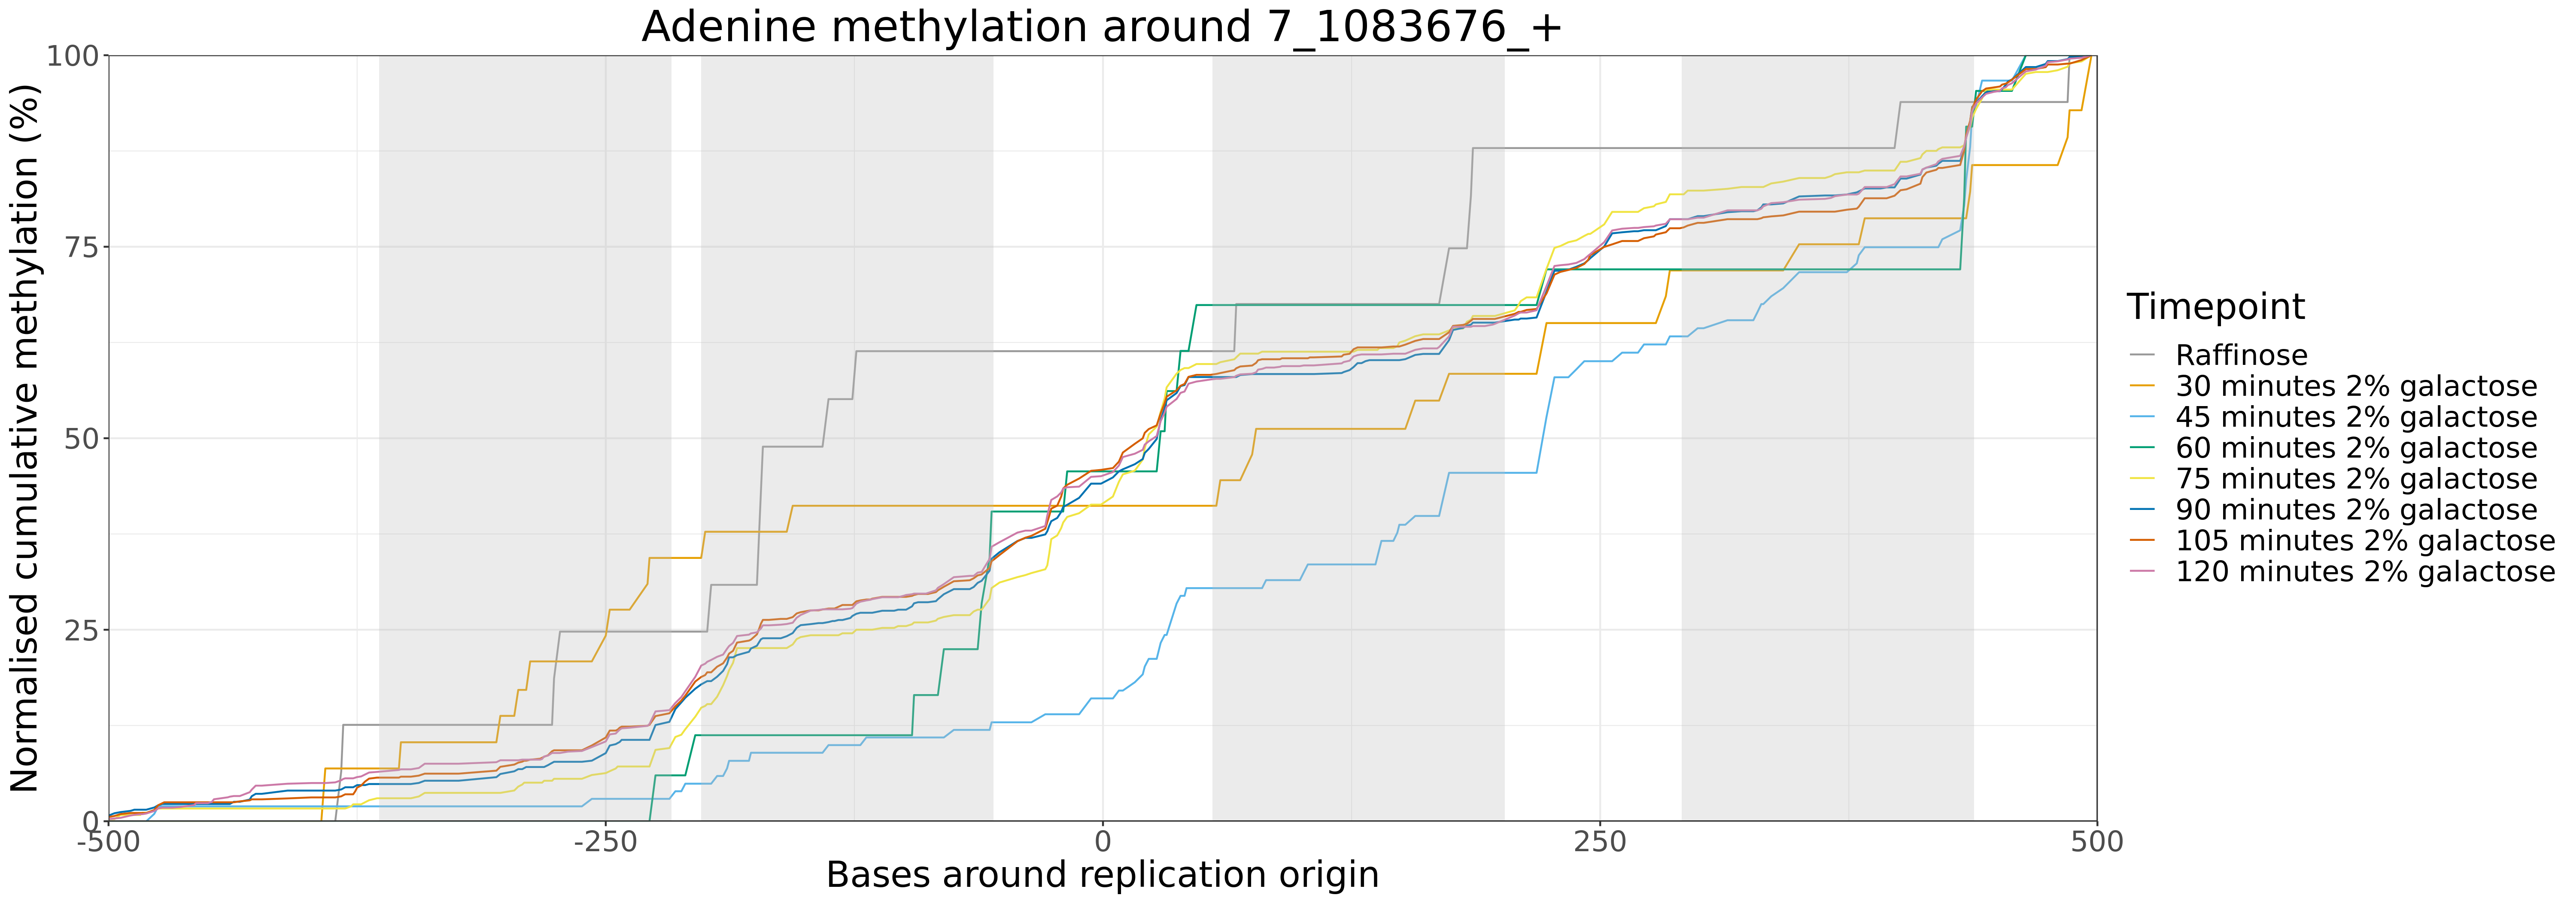 Adenine methylation around 7_1083676_+
Normalised cumulative methylation (%)
100
75
50
25
0
-500
-250
0
250
500
Bases around replication origin
Timepoint
Raffinose
30 minutes 2% galactose
45 minutes 2% galactose
60 minutes 2% galactose
75 minutes 2% galactose
90 minutes 2% galactose
105 minutes 2% galactose
120 minutes 2% galactose